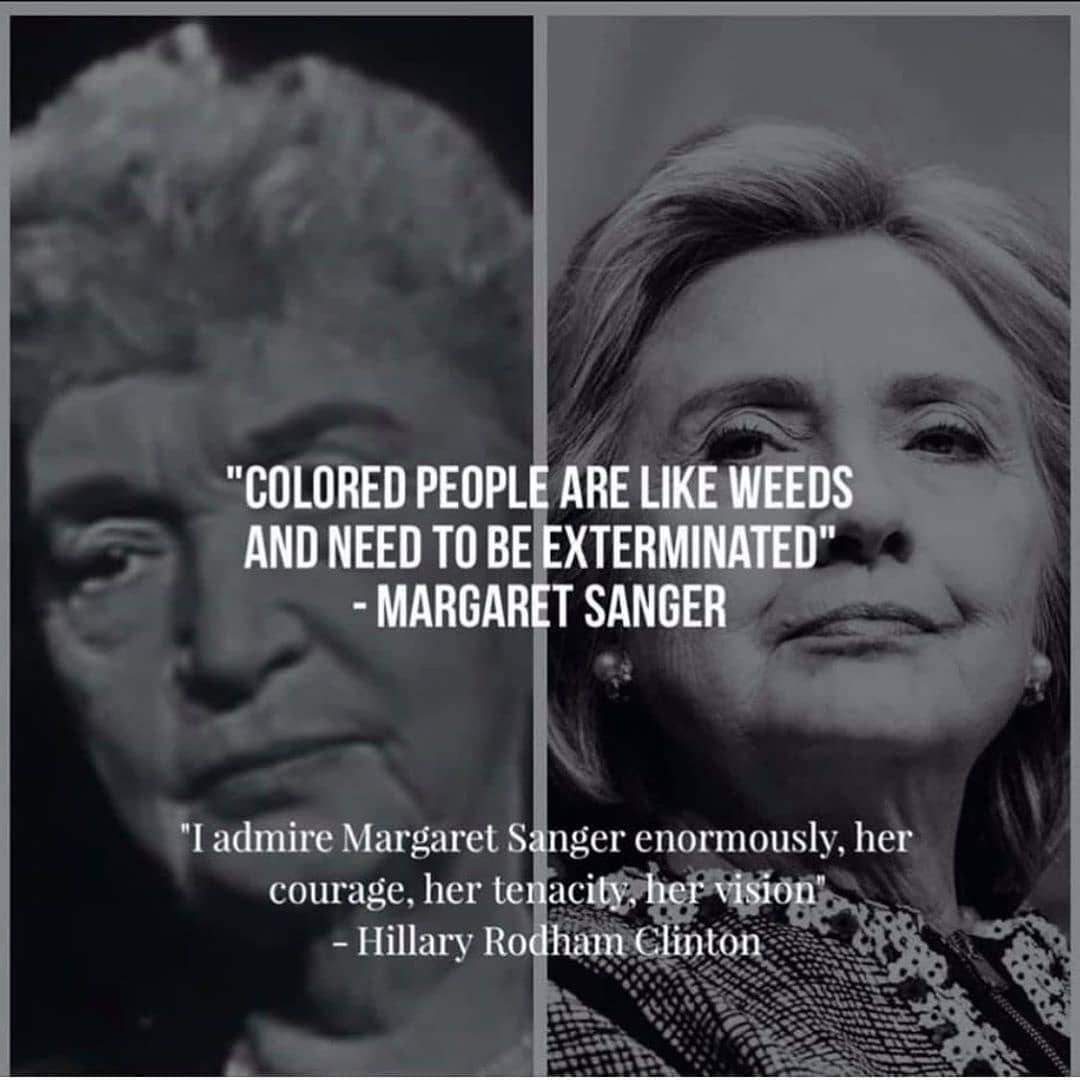 "COLORED PEOPLE ARE LIKE WEEDS
AND NEED TO BE EXTERMINATED"
- MARGARET SANGER
"I admire Margaret Sanger enormously, her
courage, her tenacity, her vision"
- Hillary Rodham Clinton